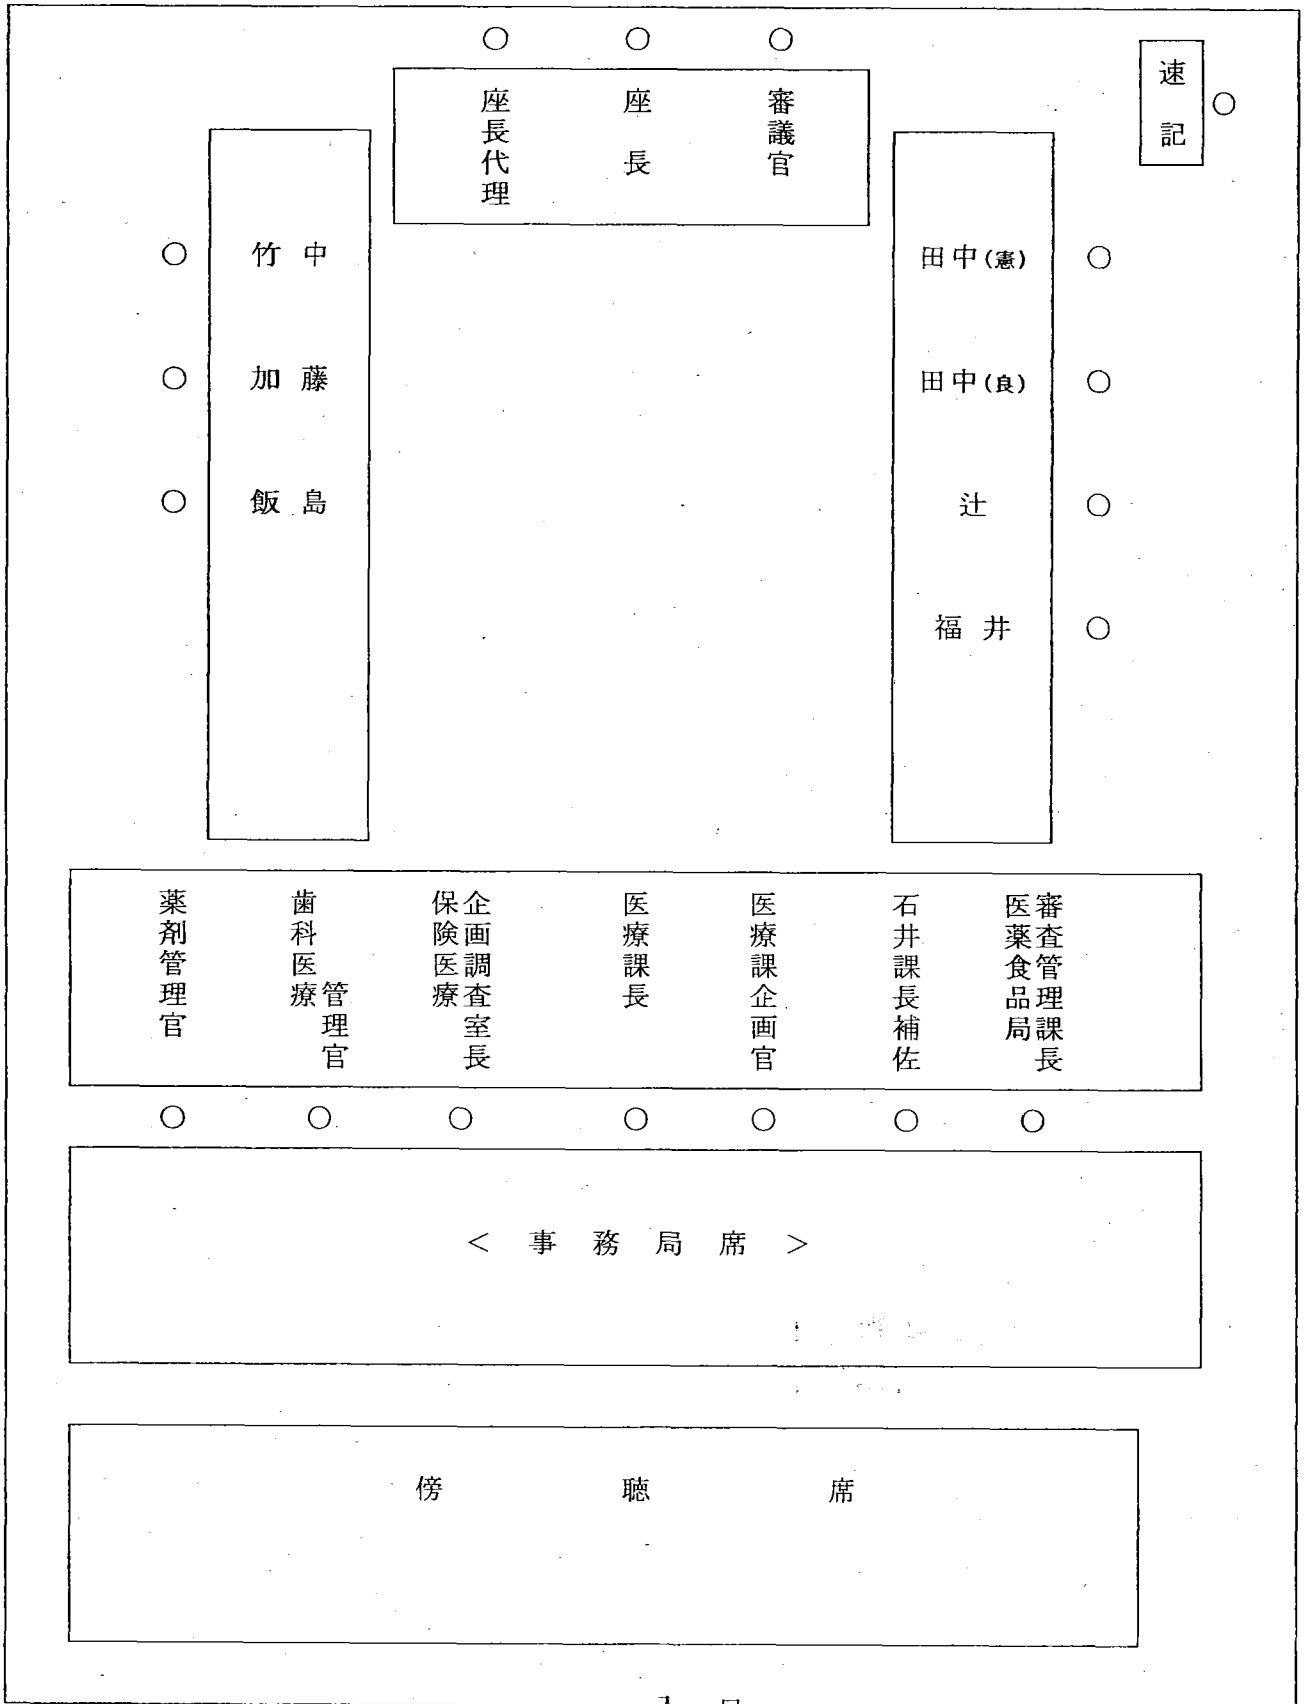 座長代理
座長
審議官
速記
竹中
加藤
飯島
田中(憲)
田中(良)
辻
福井
薬剤管理官
歯科医療
管理官
保険医療
企画調査室長
医療課長
医療課企画官
石井課長補佐
医薬食品局
審査管理課長
＜事務局席＞
傍聴席